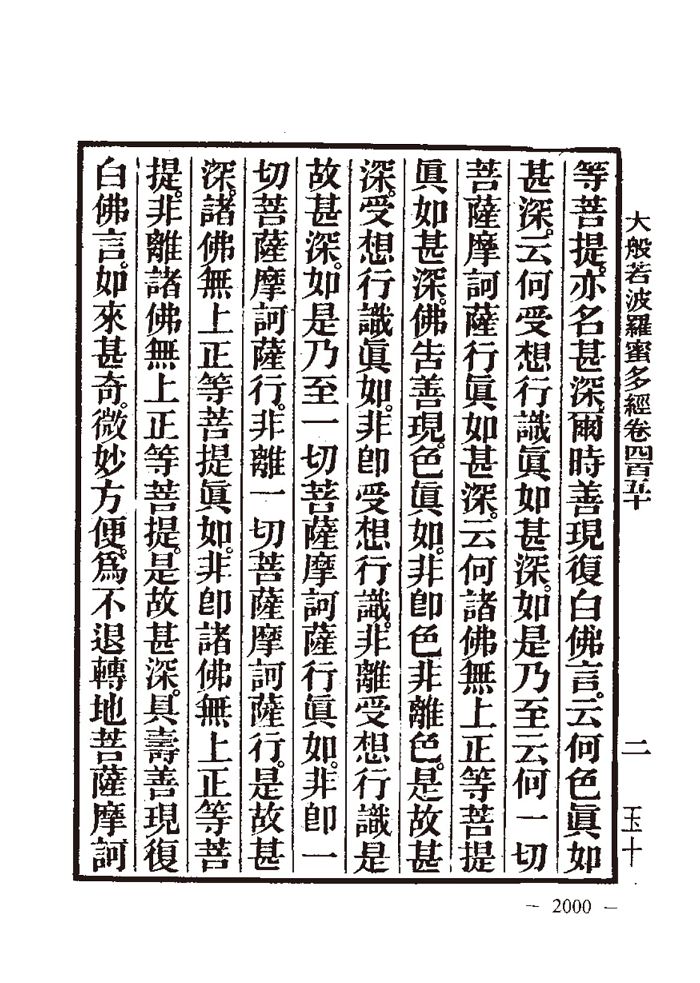 大般若波羅蜜多經卷四百五十
二
玉十
等菩提。亦名甚深。爾時善現復白佛言。云何色眞如
甚深。云何受想行識眞如甚深。如是乃至云何一切
菩薩摩訶薩行眞如甚深。云何諸佛無上正等菩提
眞如甚深。佛告善現。色眞如。非卽色非離色。是故甚
深。受想行識眞如。非卽受想行識。非離受想行識是
故甚深。如是乃至一切菩薩摩訶薩行眞如。非卽一
切菩薩摩訶薩行。非離一切菩薩摩訶薩行。是故甚
深。諸佛無上正等菩提眞如。非卽諸佛無上正等菩
提。非離諸佛無上正等菩提。是故甚深。具壽善現復
白佛言。如來甚奇。微妙方便。爲不退轉地菩薩摩訶
— 2000 —